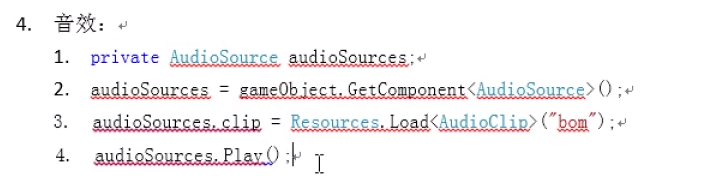 4. 音效：
1. private AudioSource audioSources;
2. audioSources = gameObject.GetComponent<AudioSource>();
3. audioSources.clip = Resources.Load<AudioClip>("bom");
4. audioSources.Play();